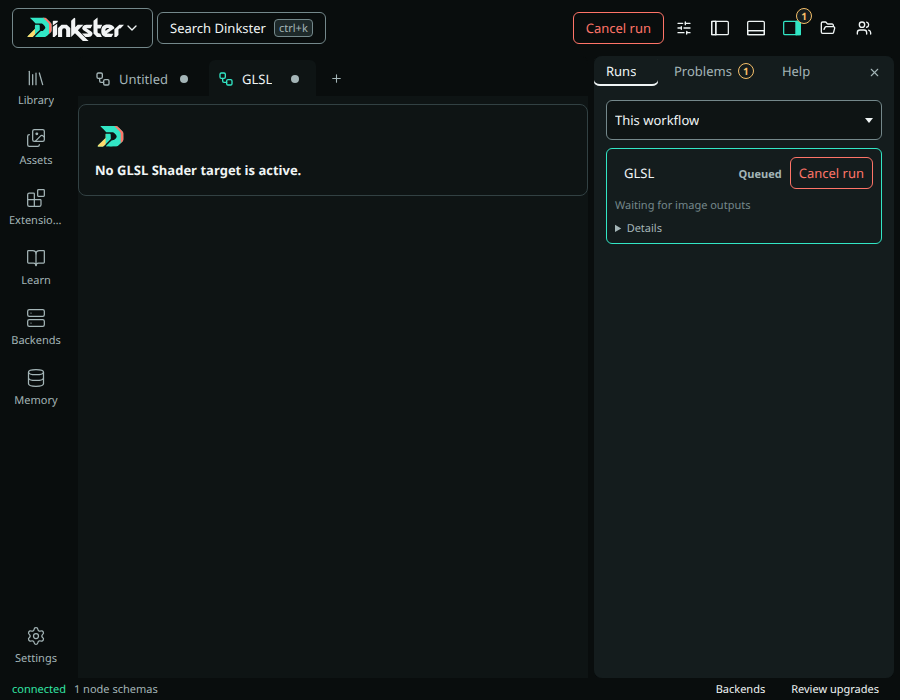 Dinkster
Search Dinkster ctrl+k
Cancel run
1
Library
Assets
Extensio...
Learn
Backends
Memory
Settings
Untitled
GLSL
+
No GLSL Shader target is active.
Runs
Problems 1
Help
This workflow
GLSL
Queued
Cancel run
Waiting for image outputs
Details
connected
1 node schemas
Backends
Review upgrades